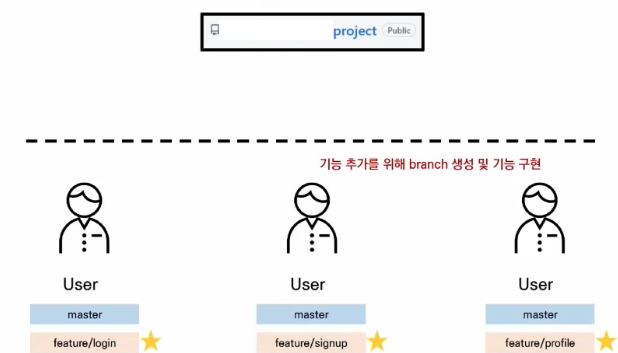 project Public
기능 추가를 위해 branch 생성 및 기능 구현
User User User
master master master
feature/login feature/signup feature/profile